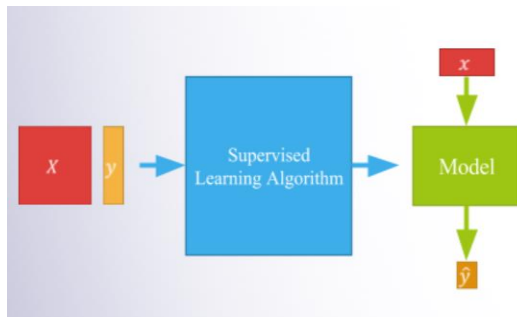 x
X
y
Supervised
Learning Algorithm
Model
ŷ